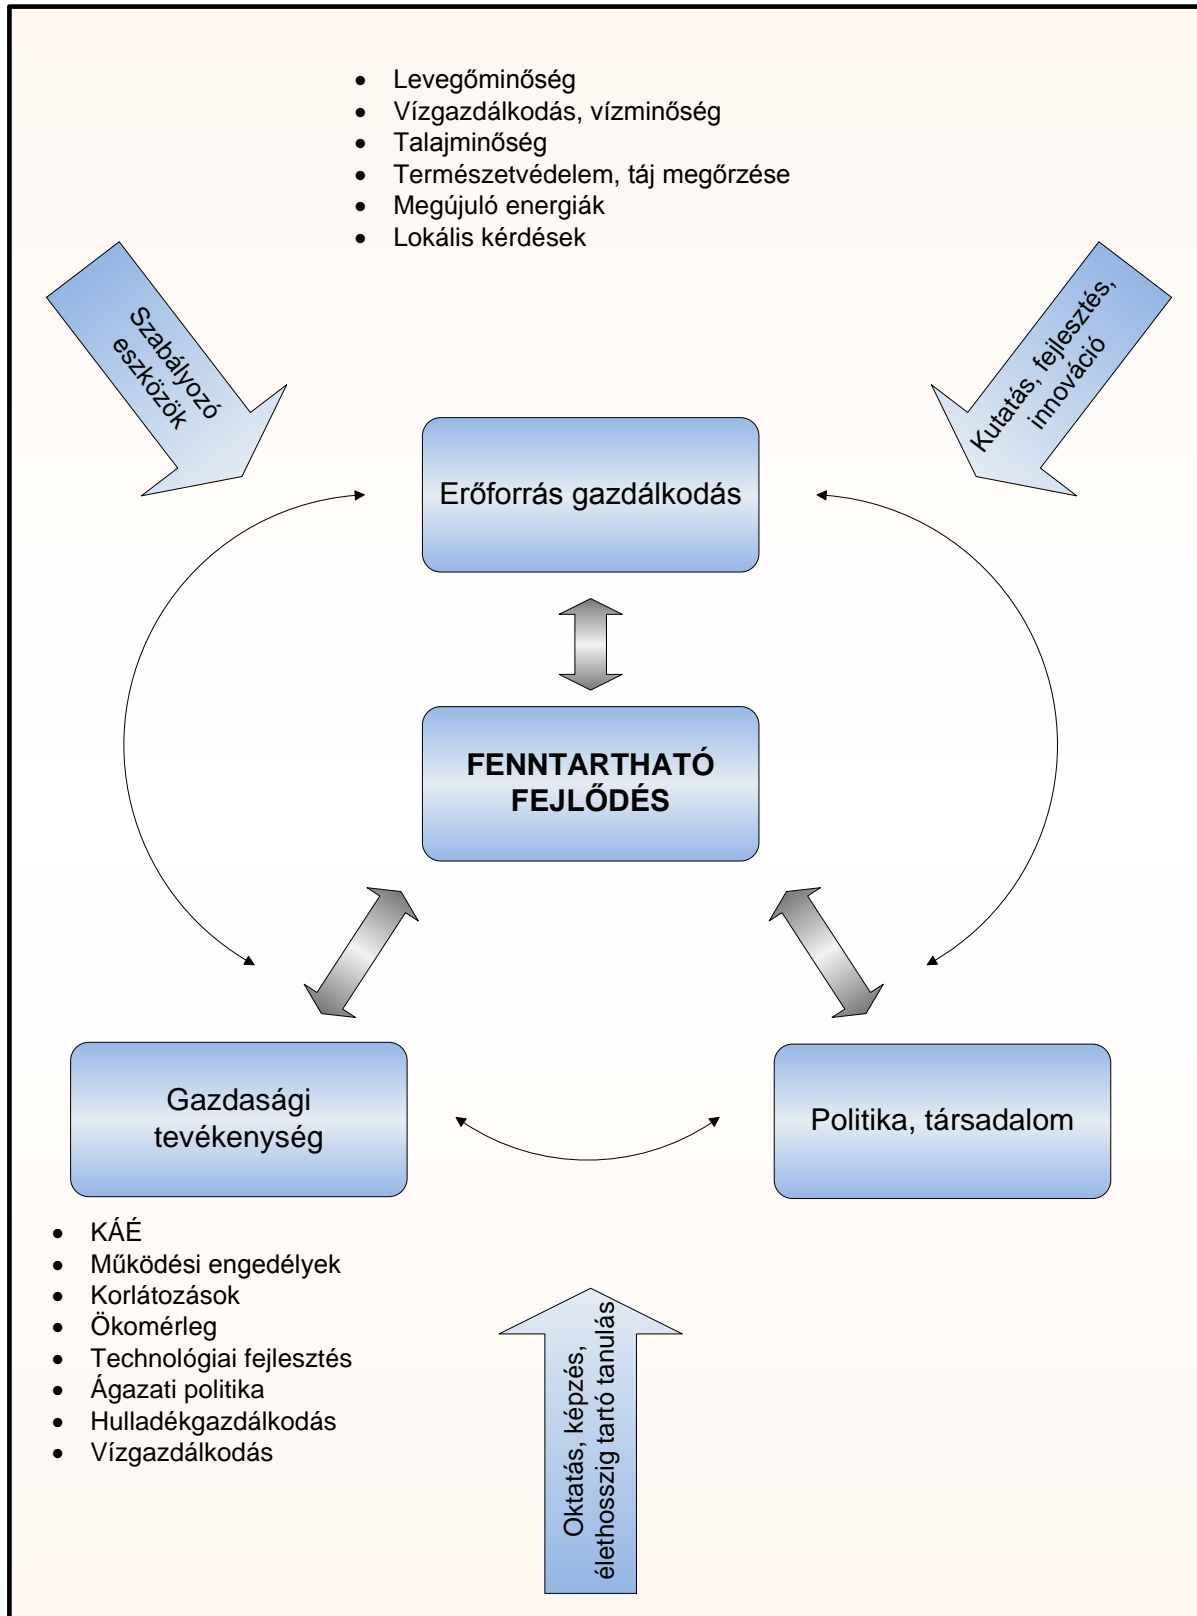 • Levegőminőség
• Vízgazdálkodás, vízminőség
• Talajminőség
• Természetvédelem, táj megőrzése
• Megújuló energiák
• Lokális kérdések
Szabályozó
eszközök
Kutatás, fejlesztés,
innováció
Erőforrás gazdálkodás
FENNTARTHATÓ
FEJLŐDÉS
Gazdasági
tevékenység
Politika, társadalom
• KÁÉ
• Működési engedélyek
• Korlátozások
• Ökomérleg
• Technológiai fejlesztés
• Ágazati politika
• Hulladékgazdálkodás
• Vízgazdálkodás
Oktatás, képzés,
élethosszig tartó tanulás